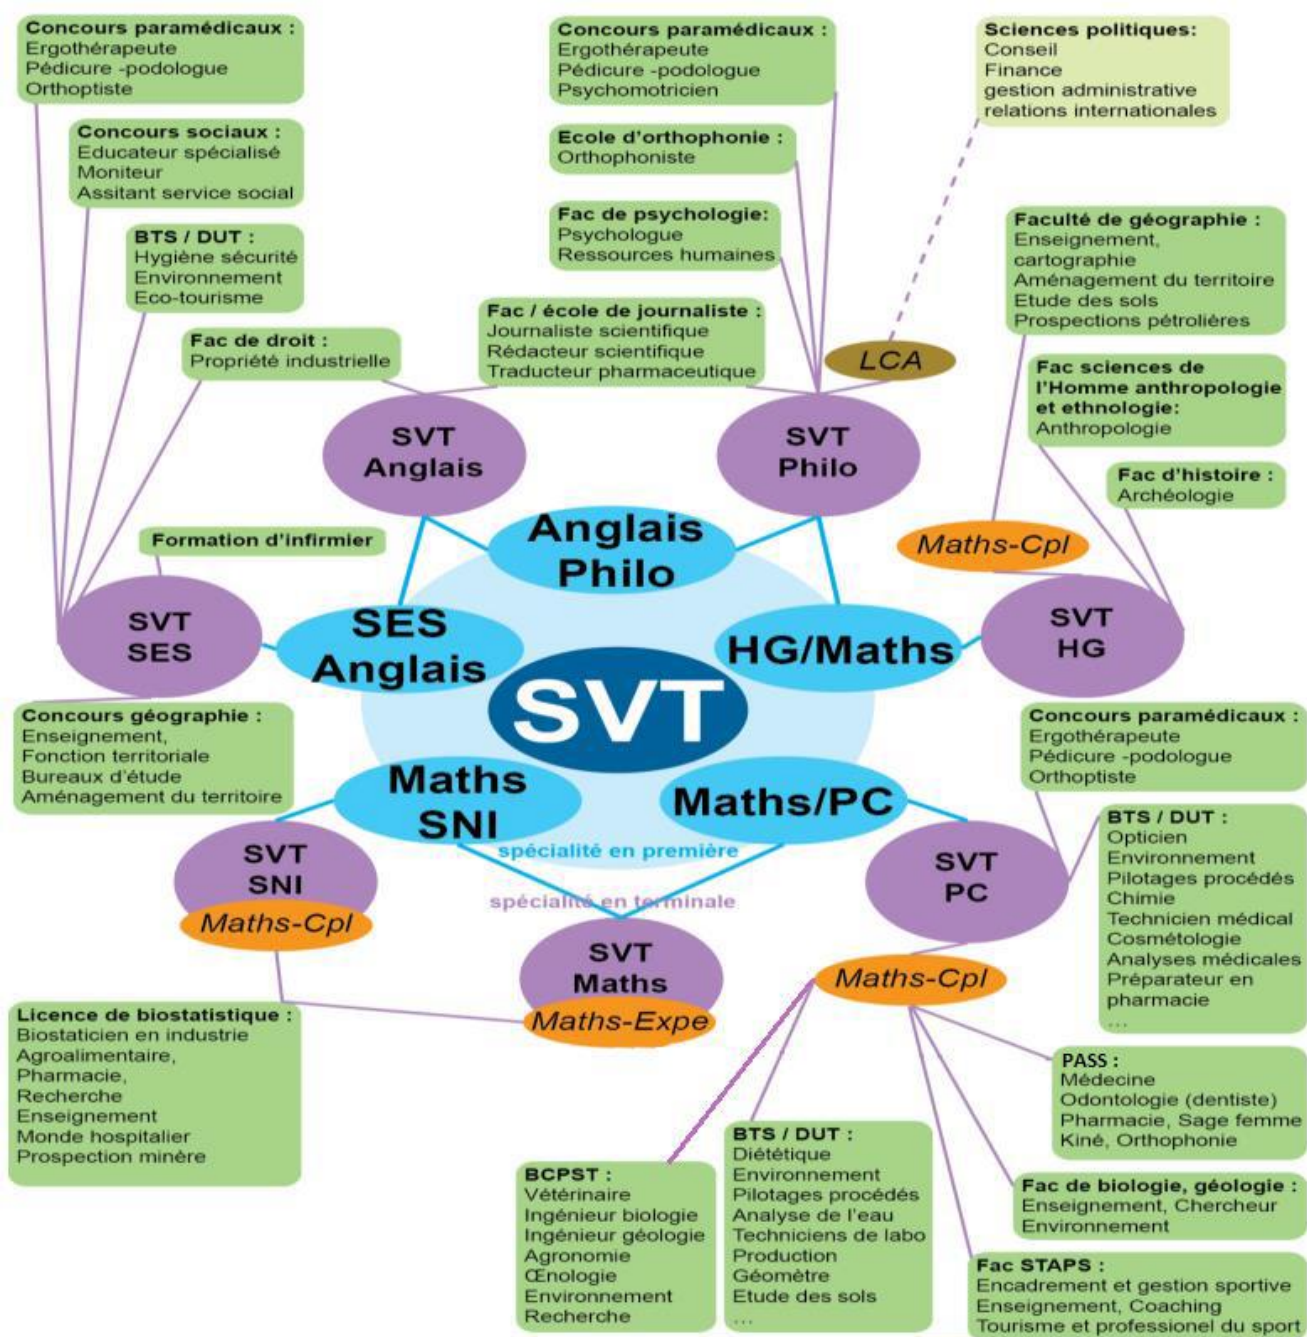 Concours paramédicaux :
Ergothérapeute
Pédicure -podologue
Orthoptiste
Concours paramédicaux :
Ergothérapeute
Pédicure -podologue
Psychomotricien
Sciences politiques:
Conseil
Finance
gestion administrative
relations internationales
Concours sociaux :
Educateur spécialisé
Moniteur
Assitant service social
Ecole d'orthophonie :
Orthophoniste
Fac de psychologie:
Psychologue
Ressources humaines
Faculté de géographie :
Enseignement,
cartographie
Aménagement du territoire
Etude des sols
Prospections pétrolières
BTS / DUT :
Hygiène sécurité
Environnement
Eco-tourisme
Fac / école de journaliste :
Journaliste scientifique
Rédacteur scientifique
Traducteur pharmaceutique
Fac de droit :
Propriété industrielle
LCA
Fac sciences de
l'Homme anthropologie
et ethnologie:
Anthropologie
SVT
Anglais
SVT
Philo
Fac d'histoire :
Archéologie
Anglais
Philo
Maths-Cpl
Formation d'infirmier
SVT
SES
SES
Anglais
HG/Maths
SVT
HG
SVT
Concours géographie :
Enseignement,
Fonction territoriale
Bureaux d'étude
Aménagement du territoire
Concours paramédicaux :
Ergothérapeute
Pédicure -podologue
Orthoptiste
Maths
SNI
Maths/PC
spécialité en première
spécialité en terminale
SVT
SNI
Maths-Cpl
SVT
PC
BTS / DUT :
Opticien
Environnement
Pilotages procédés
Chimie
Technicien médical
Cosmétologie
Analyses médicales
Préparateur en
pharmacie
...
SVT
Maths
Maths-Expe
Maths-Cpl
Licence de biostatistique :
Biostaticien en industrie
Agroalimentaire,
Pharmacie,
Recherche
Enseignement
Monde hospitalier
Prospection minère
PASS :
Médecine
Odontologie (dentiste)
Pharmacie, Sage femme
Kiné, Orthophonie
BCPST :
Vétérinaire
Ingénieur biologie
Ingénieur géologie
Agronomie
Œnologie
Environnement
Recherche
BTS / DUT :
Diététique
Environnement
Pilotages procédés
Analyse de l'eau
Techniciens de labo
Production
Géomètre
Etude des sols
...
Fac de biologie, géologie :
Enseignement, Chercheur
Environnement
Fac STAPS :
Encadrement et gestion sportive
Enseignement, Coaching
Tourisme et professionel du sport